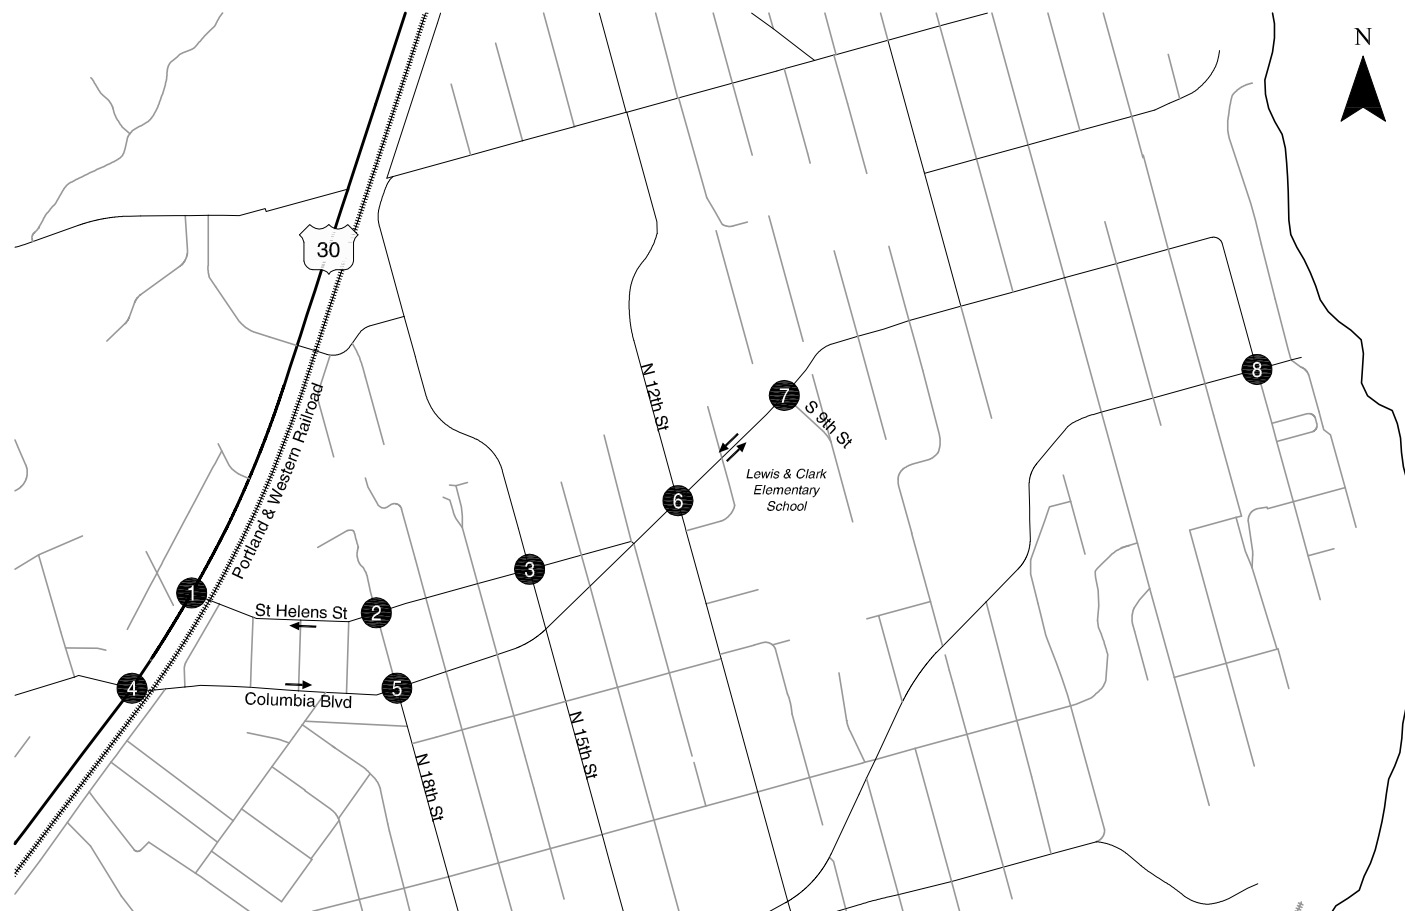 N
30
8
N 12th St
7
S 9th St
Portland & Western Railroad
Lewis & Clark
Elementary
School
6
3
1
St Helens St
2
4
5
Columbia Blvd
N 15th St
N 18th St